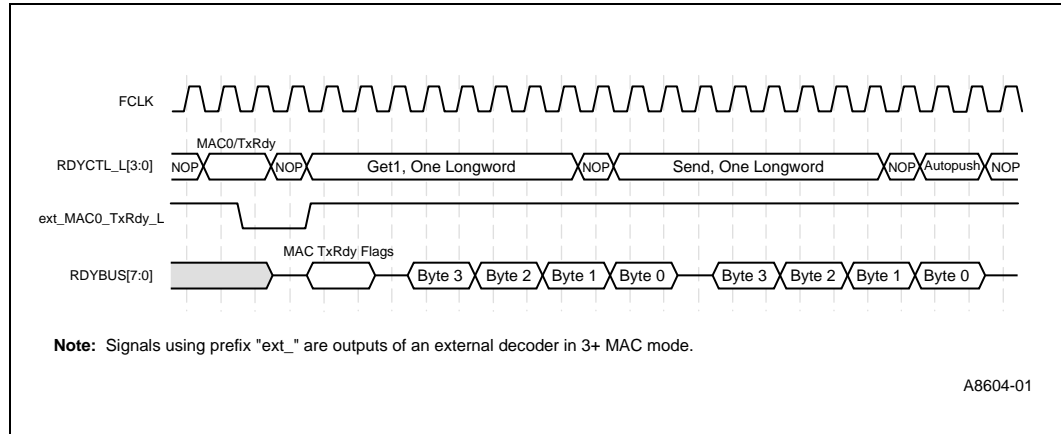 FCLK
MAC0/TxRdy
RDYCTL_L[3:0] NOP NOP Get1, One Longword NOP Send, One Longword NOP Autopush NOP
ext_MAC0_TxRdy_L
MAC TxRdy Flags
RDYBUS[7:0] Byte 3 Byte 2 Byte 1 Byte 0 Byte 3 Byte 2 Byte 1 Byte 0
Note: Signals using prefix "ext_" are outputs of an external decoder in 3+ MAC mode.
A8604-01